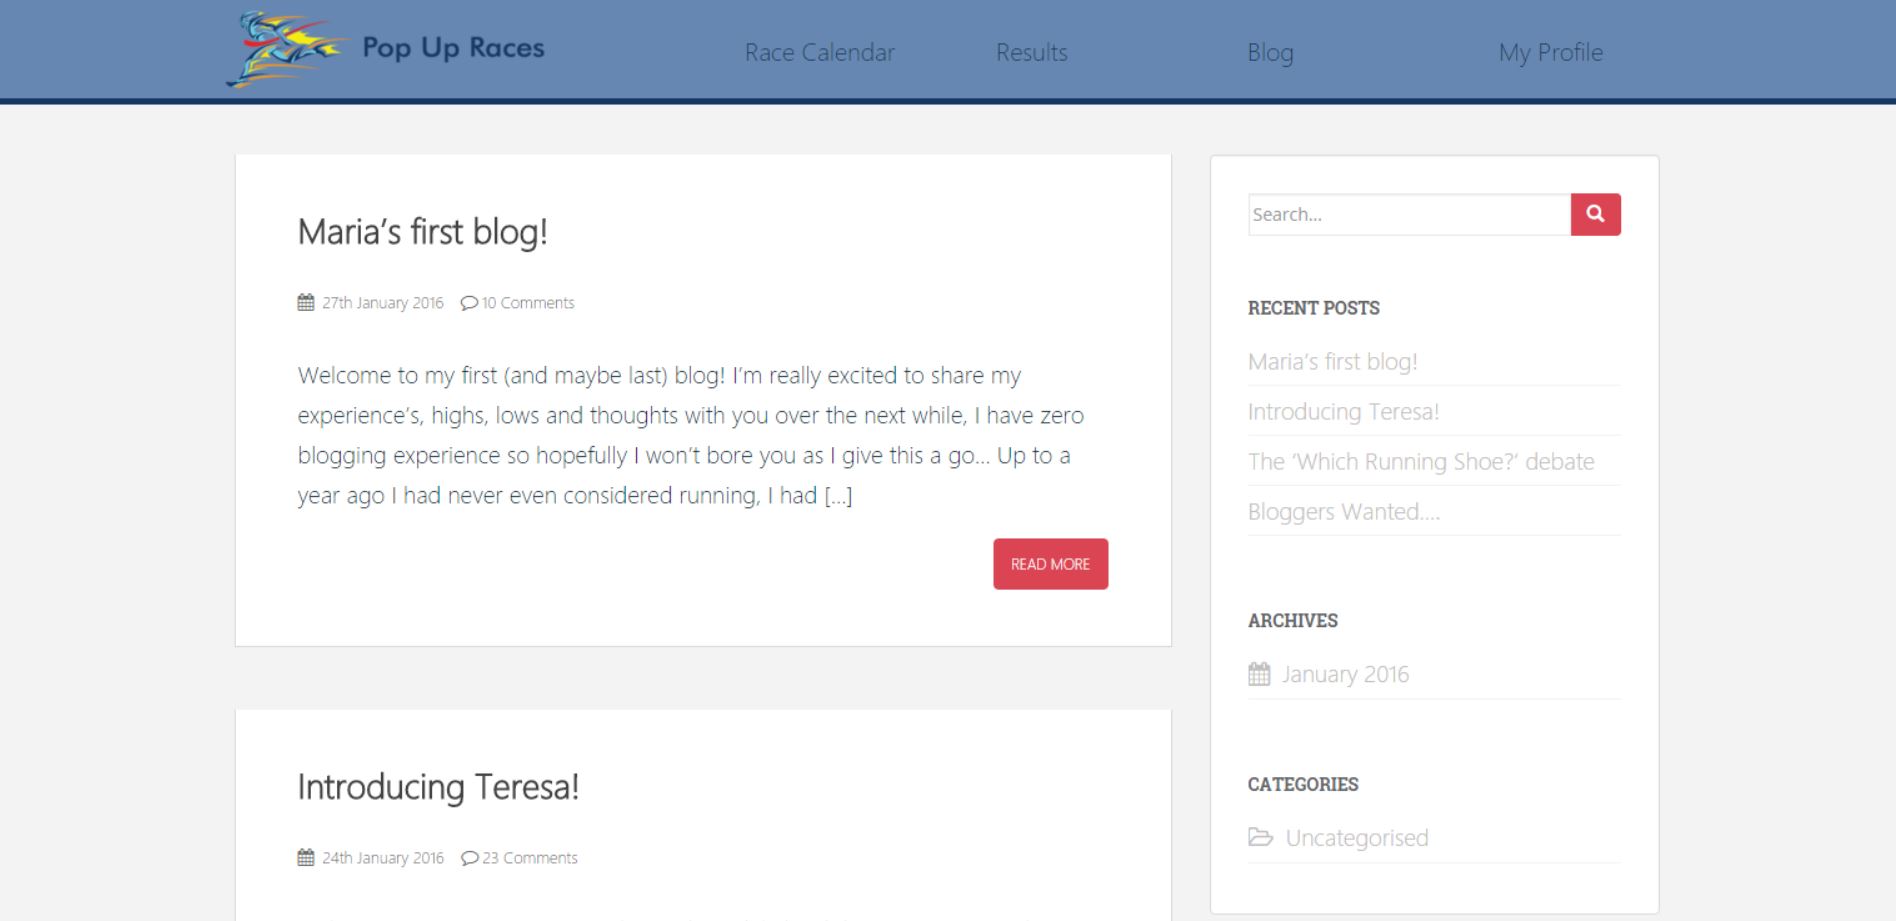 Pop Up Races
Race Calendar
Results
Blog
My Profile
Maria's first blog!
27th January 2016
10 Comments
Welcome to my first (and maybe last) blog! I'm really excited to share my
experience's, highs, lows and thoughts with you over the next while, I have zero
blogging experience so hopefully I won't bore you as I give this a go... Up to a
year ago I had never even considered running, I had [...]
READ MORE
Introducing Teresa!
24th January 2016
23 Comments
Search...
RECENT POSTS
Maria's first blog!
Introducing Teresa!
The 'Which Running Shoe?' debate
Bloggers Wanted....
ARCHIVES
January 2016
CATEGORIES
Uncategorised